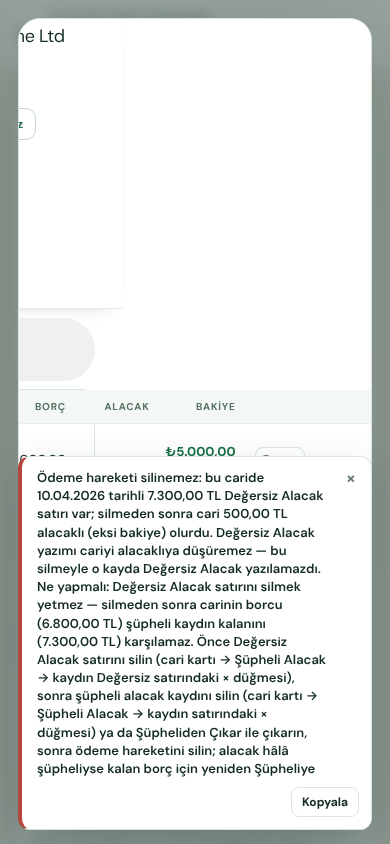 ne Ltd
z
BORÇ ALACAK BAKİYE
₺5.000,00
Ödeme hareketi silinemez: bu caride
10.04.2026 tarihli 7.300,00 TL Değersiz Alacak
satırı var; silmeden sonra cari 500,00 TL
alacaklı (eksi bakiye) olurdu. Değersiz Alacak
yazımı cariyi alacaklıya düşüremez — bu
silmeyle o kayda Değersiz Alacak yazılamazdı.
Ne yapmalı: Değersiz Alacak satırını silmek
yetmez — silmeden sonra carinin borcu
(6.800,00 TL) şüpheli kaydın kalanını
(7.300,00 TL) karşılamaz. Önce Değersiz
Alacak satırını silin (cari kartı → Şüpheli Alacak
→ kaydın Değersiz satırındaki × düğmesi),
sonra şüpheli alacak kaydını silin (cari kartı →
Şüpheli Alacak → kaydın satırındaki ×
düğmesi) ya da Şüpheliden Çıkar ile çıkarın,
sonra ödeme hareketini silin; alacak hâlâ
şüpheliyse kalan borç için yeniden Şüpheliye
×
Kopyala